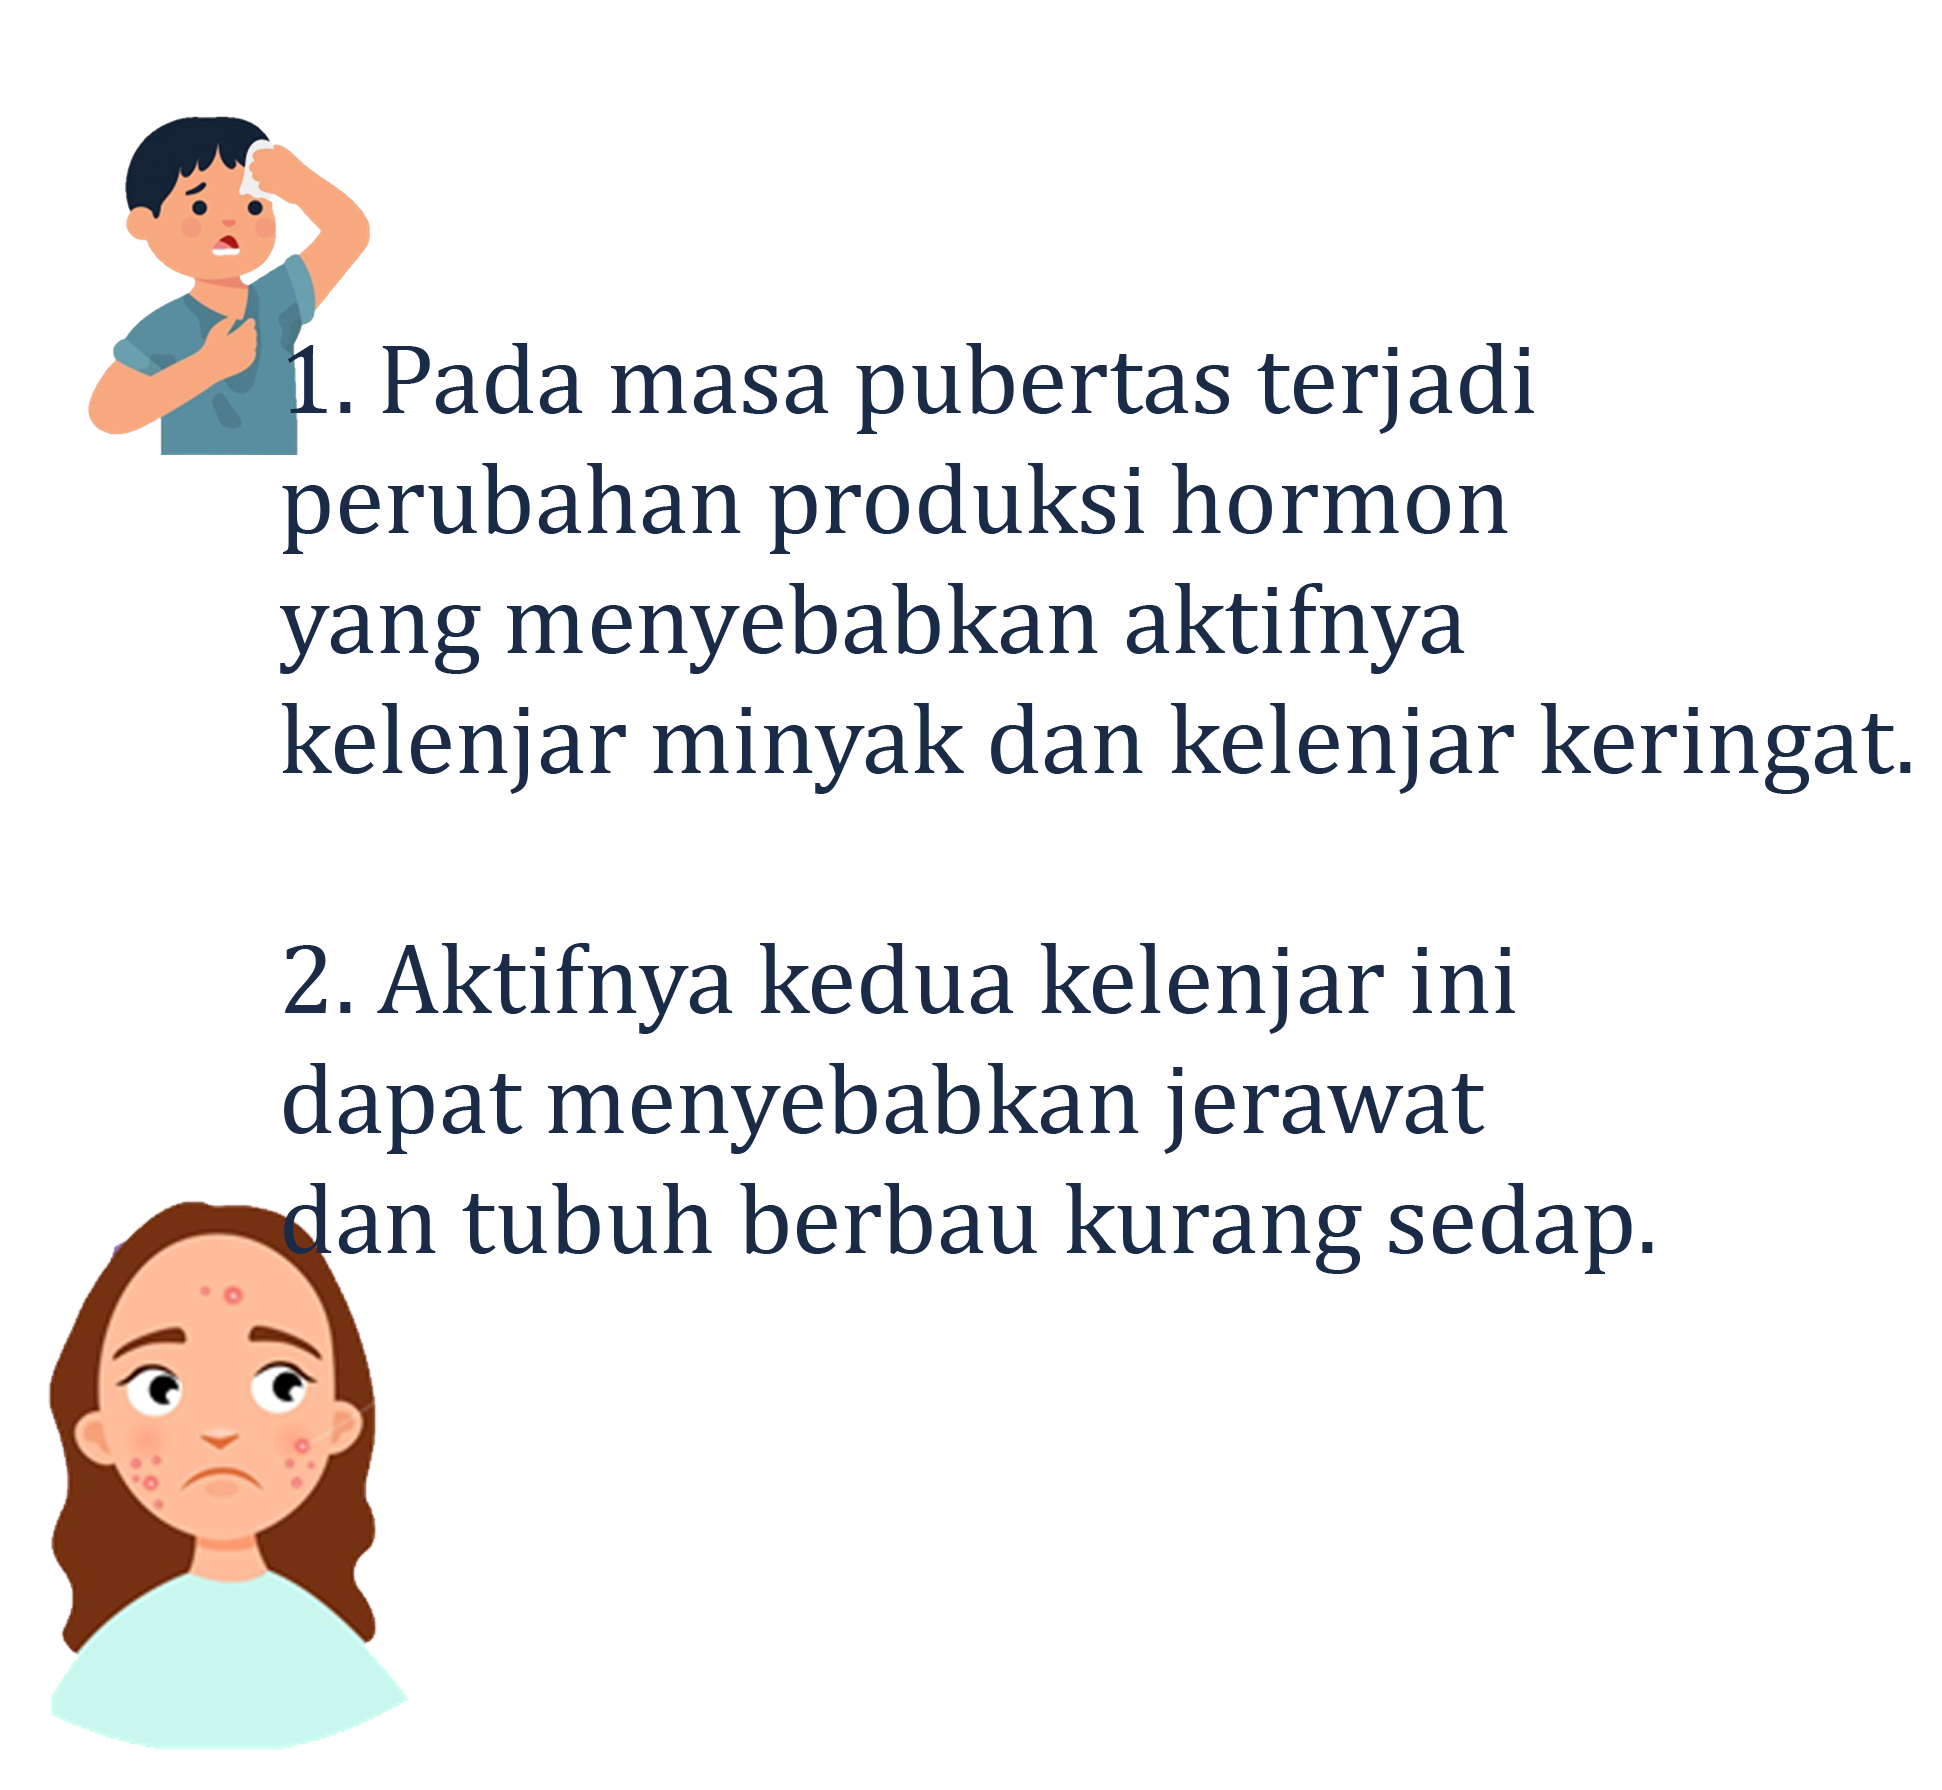 1. Pada masa pubertas terjadi
perubahan produksi hormon
yang menyebabkan aktifnya
kelenjar minyak dan kelenjar keringat.
2. Aktifnya kedua kelenjar ini
dapat menyebabkan jerawat
dan tubuh berbau kurang sedap.